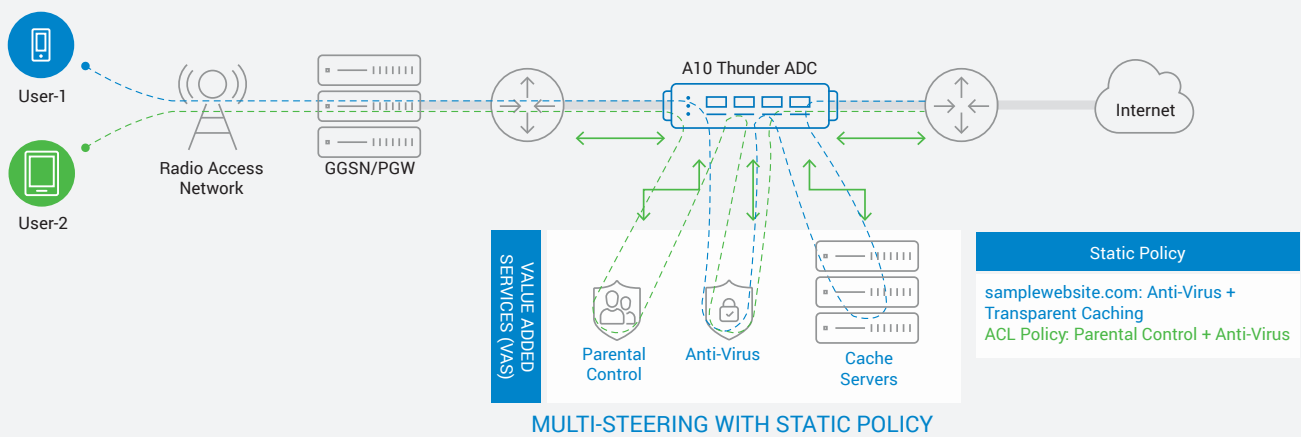 User-1
User-2
Radio Access
Network
GGSN/PGW
A10 Thunder ADC
Internet
VALUE ADDED
SERVICES (VAS)
Parental
Control
Anti-Virus
Cache
Servers
Static Policy
samplewebsite.com: Anti-Virus +
Transparent Caching
ACL Policy: Parental Control + Anti-Virus
MULTI-STEERING WITH STATIC POLICY